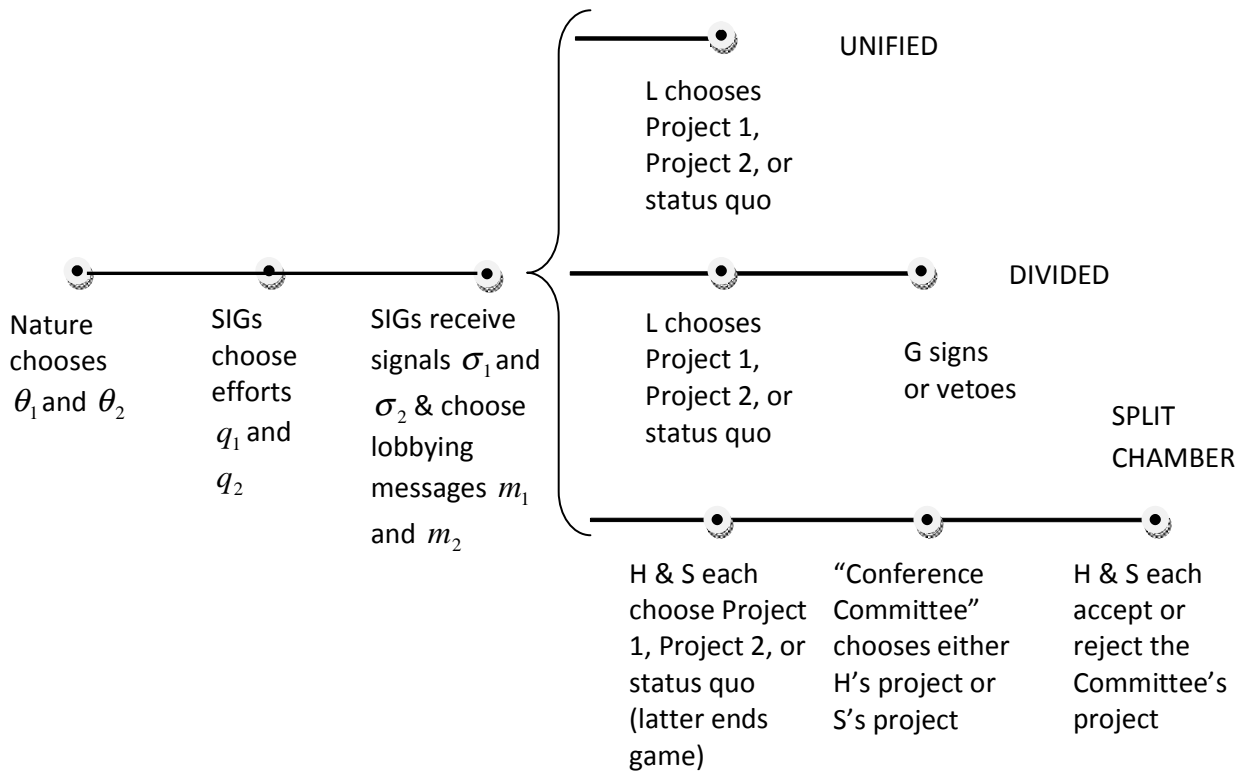 UNIFIED
L chooses
Project 1,
Project 2, or
status quo
Nature
chooses
θ₁ and θ₂
SIGs
choose
efforts
q₁ and
q₂
SIGs receive
signals σ₁ and
σ₂ & choose
lobbying
messages m₁
and m₂
DIVIDED
L chooses
Project 1,
Project 2, or
status quo
G signs
or vetoes
SPLIT
CHAMBER
H & S each
choose Project
1, Project 2, or
status quo
(latter ends
game)
“Conference
Committee”
chooses either
H’s project or
S’s project
H & S each
accept or
reject the
Committee’s
project